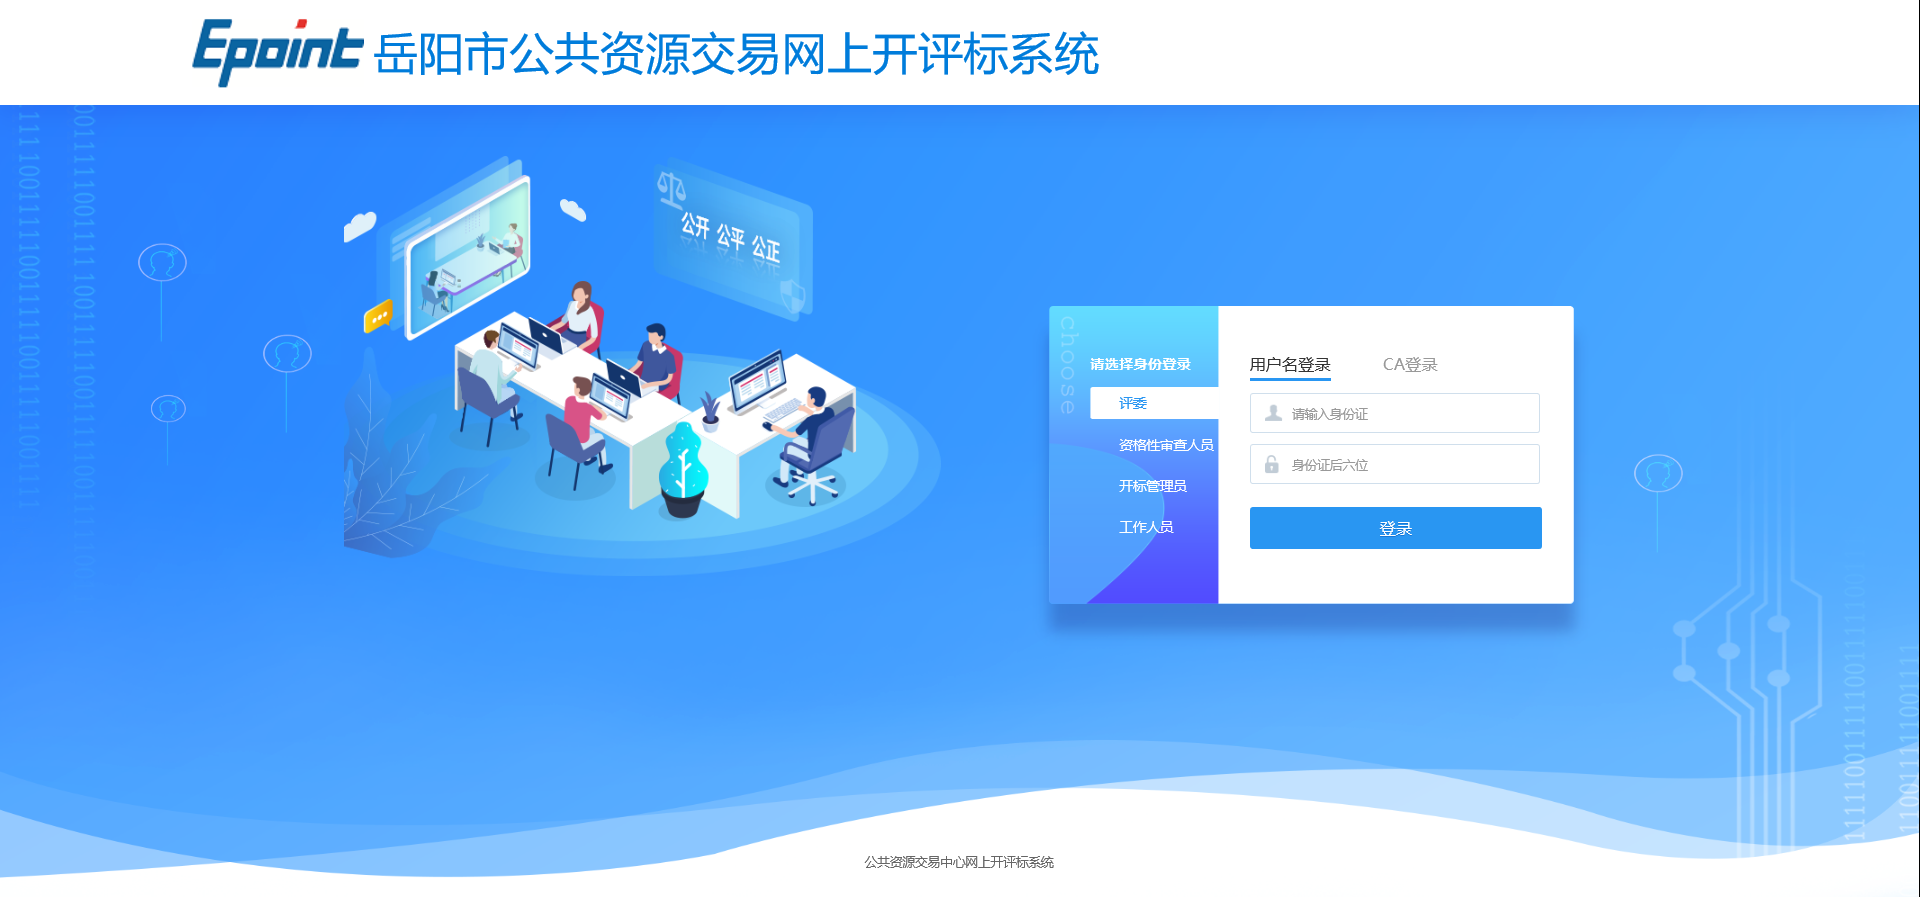 Epoint 岳阳市公共资源交易网上开评标系统
公开 公平 公正
choose
请选择身份登录
评委
资格性审查人员
开标管理员
工作人员
用户名登录 CA登录
请输入身份证
身份证后六位
登录
公共资源交易中心网上开评标系统